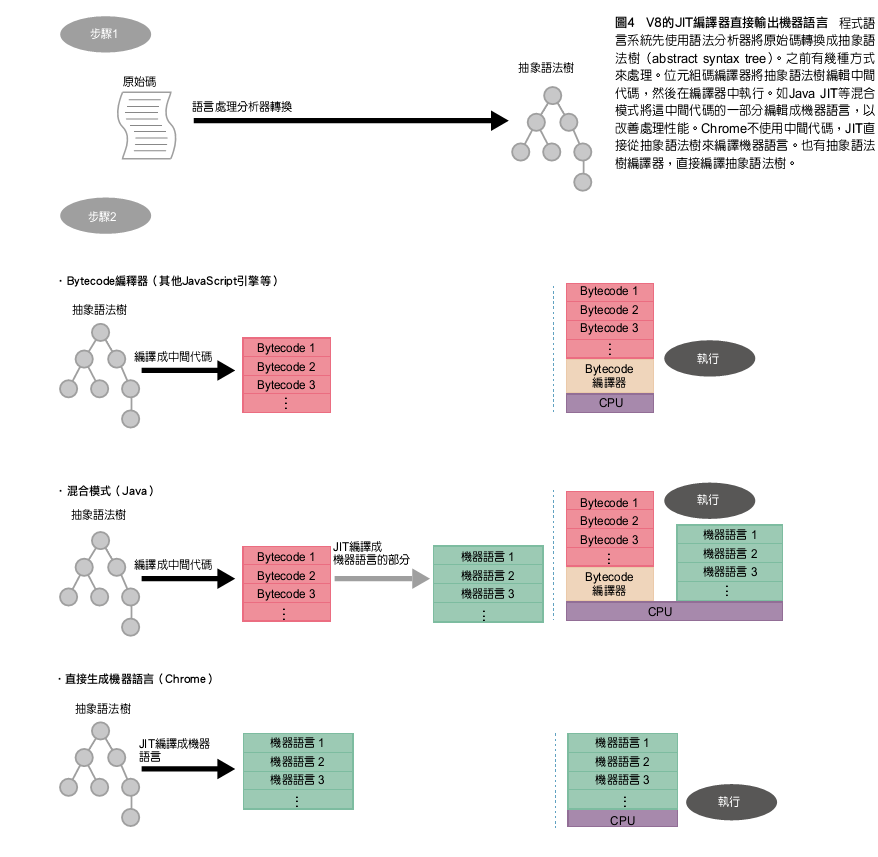 步驟1
圖4 V8的JIT編譯器直接輸出機器語言 程式語
言系統先使用語法分析器將原始碼轉換成抽象語
法樹（abstract syntax tree）。之前有幾種方式
來處理。位元組碼編譯器將抽象語法樹編輯中間
代碼，然後在編譯器中執行。如Java JIT等混合
模式將這中間代碼的一部分編輯成機器語言，以
改善處理性能。Chrome不使用中間代碼，JIT直
接從抽象語法樹來編譯機器語言。也有抽象語法
樹編譯器，直接編譯抽象語法樹。
原始碼
語言處理分析器轉換
抽象語法樹
步驟2
・Bytecode編釋器（其他JavaScript引擎等）
抽象語法樹
編譯成中間代碼
Bytecode 1
Bytecode 2
Bytecode 3
⋮
Bytecode 1
Bytecode 2
Bytecode 3
⋮
Bytecode
編譯器
CPU
執行
・混合模式（Java）
抽象語法樹
編譯成中間代碼
Bytecode 1
Bytecode 2
Bytecode 3
⋮
JIT編譯成
機器語言的部分
機器語言 1
機器語言 2
機器語言 3
⋮
Bytecode 1
Bytecode 2
Bytecode 3
⋮
Bytecode
編譯器
執行
機器語言 1
機器語言 2
機器語言 3
⋮
CPU
・直接生成機器語言（Chrome）
抽象語法樹
JIT編譯成機器
語言
機器語言 1
機器語言 2
機器語言 3
⋮
機器語言 1
機器語言 2
機器語言 3
⋮
CPU
執行